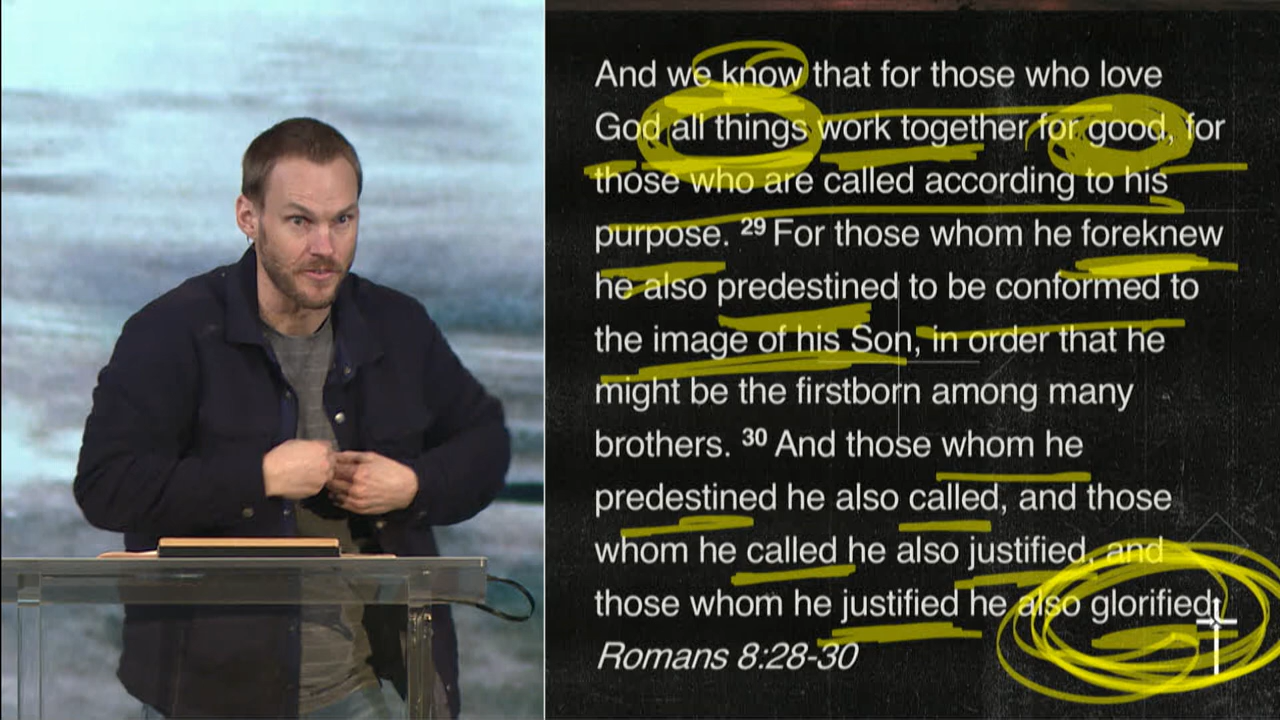 And we know that for those who love
God all things work together for good, for
those who are called according to his
purpose. 29 For those whom he foreknew
he also predestined to be conformed to
the image of his Son, in order that he
might be the firstborn among many
brothers. 30 And those whom he
predestined he also called, and those
whom he called he also justified, and
those whom he justified he also glorified.
Romans 8:28-30